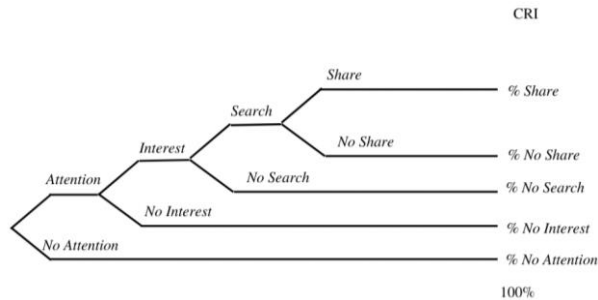 CRI
Share
% Share
Search
No Share
% No Share
Interest
No Search
% No Search
Attention
No Interest
% No Interest
No Attention
% No Attention
100%